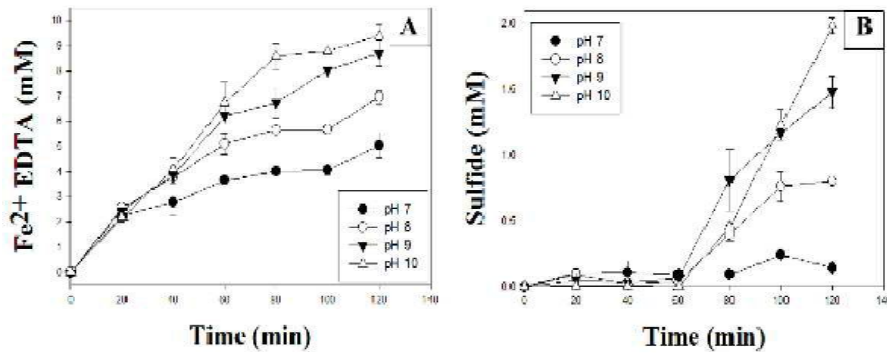 A
Fe2+ EDTA (mM)
10
9
8
7
6
5
4
3
2
1
0
0 20 40 60 80 100 120 140
Time (min)
pH 7
pH 8
pH 9
pH 10
B
Sulfide (mM)
2.0
1.5
1.0
0.5
0.0
0 20 40 60 80 100 120 14
Time (min)
pH 7
pH 8
pH 9
pH 10